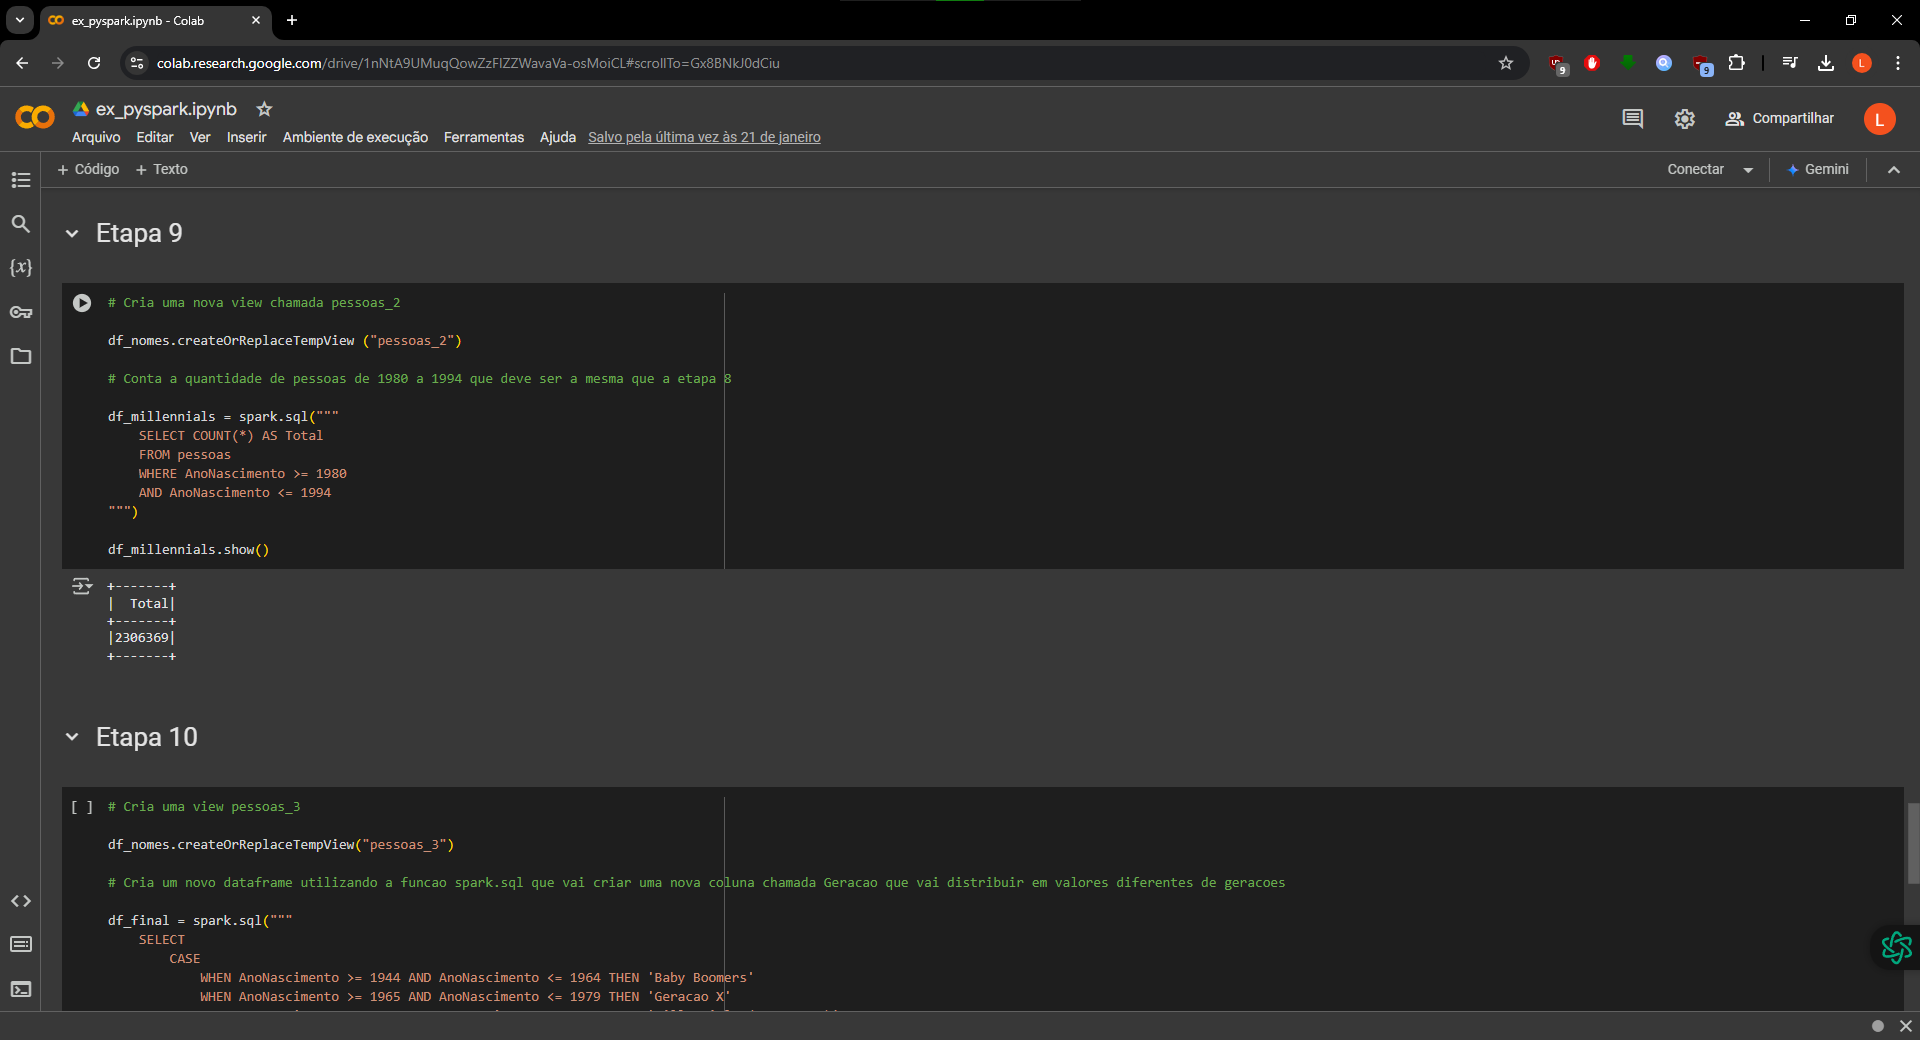 ex_pyspark.ipynb - Colab
colab.research.google.com/drive/1nNtA9UMuqQowZzFIZZWavaVa-osMoiCL#scrollTo=Gx8BNkJ0dCiu
9
9
L
ex_pyspark.ipynb
Arquivo Editar Ver Inserir Ambiente de execução Ferramentas Ajuda Salvo pela última vez às 21 de janeiro
Compartilhar
L
+ Código + Texto
Conectar
Gemini
Etapa 9
# Cria uma nova view chamada pessoas_2
df_nomes.createOrReplaceTempView ("pessoas_2")
# Conta a quantidade de pessoas de 1980 a 1994 que deve ser a mesma que a etapa 8
df_millennials = spark.sql("""
SELECT COUNT(*) AS Total
FROM pessoas
WHERE AnoNascimento >= 1980
AND AnoNascimento <= 1994
""")
df_millennials.show()
+-------+
|  Total|
+-------+
|2306369|
+-------+
Etapa 10
[ ] # Cria uma view pessoas_3
df_nomes.createOrReplaceTempView("pessoas_3")
# Cria um novo dataframe utilizando a funcao spark.sql que vai criar uma nova coluna chamada Geracao que vai distribuir em valores diferentes de geracoes
df_final = spark.sql("""
SELECT
CASE
WHEN AnoNascimento >= 1944 AND AnoNascimento <= 1964 THEN 'Baby Boomers'
WHEN AnoNascimento >= 1965 AND AnoNascimento <= 1979 THEN 'Geracao X'